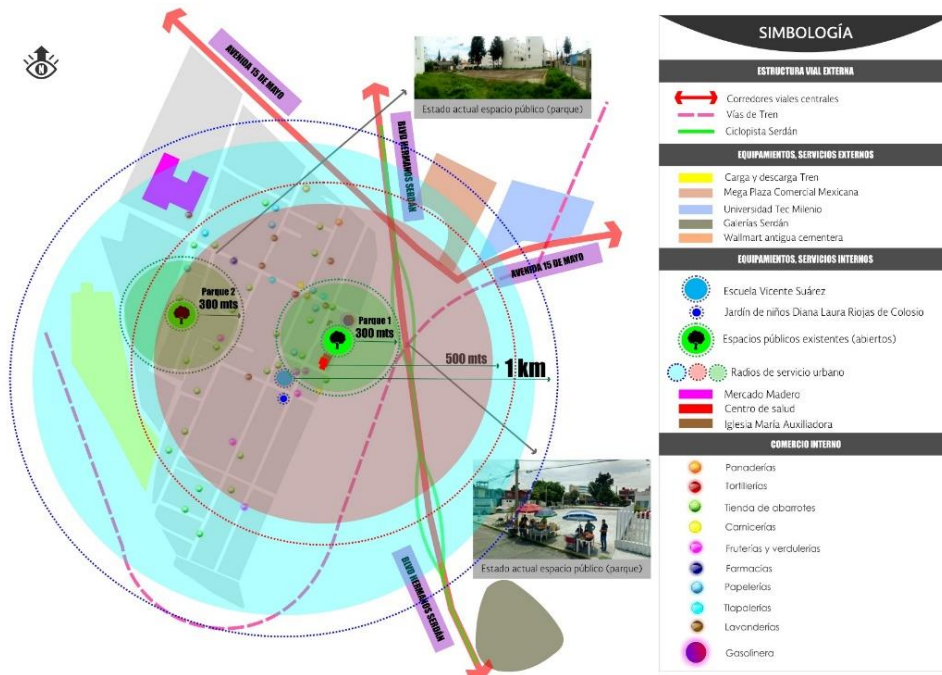 N
AVENIDA 15 DE MAYO
Estado actual espacio público (parque)
BLVD HERMANOS SERDÁN
AVENIDA 15 DE MAYO
Parque 2
300 mts
Parque 1
300 mts
500 mts
1 km
BLVD HERMANOS SERDÁN
Estado actual espacio público (parque)
SIMBOLOGÍA
ESTRUCTURA VIAL EXTERNA
Corredores viales centrales
Vías de Tren
Ciclopista Serdán
EQUIPAMIENTOS, SERVICIOS EXTERNOS
Carga y descarga Tren
Mega Plaza Comercial Mexicana
Universidad Tec Milenio
Galerías Serdán
Wallmart antigua cementera
EQUIPAMIENTOS, SERVICIOS INTERNOS
Escuela Vicente Suárez
Jardín de niños Diana Laura Riojas de Colosio
Espacios públicos existentes (abiertos)
Radios de servicio urbano
Mercado Madero
Centro de salud
Iglesia María Auxiliadora
COMERCIO INTERNO
Panaderías
Tortillerías
Tienda de abarrotes
Carnicerías
Fruterías y verdulerías
Farmacias
Papelerías
Tlapalerías
Lavanderías
Gasolinera